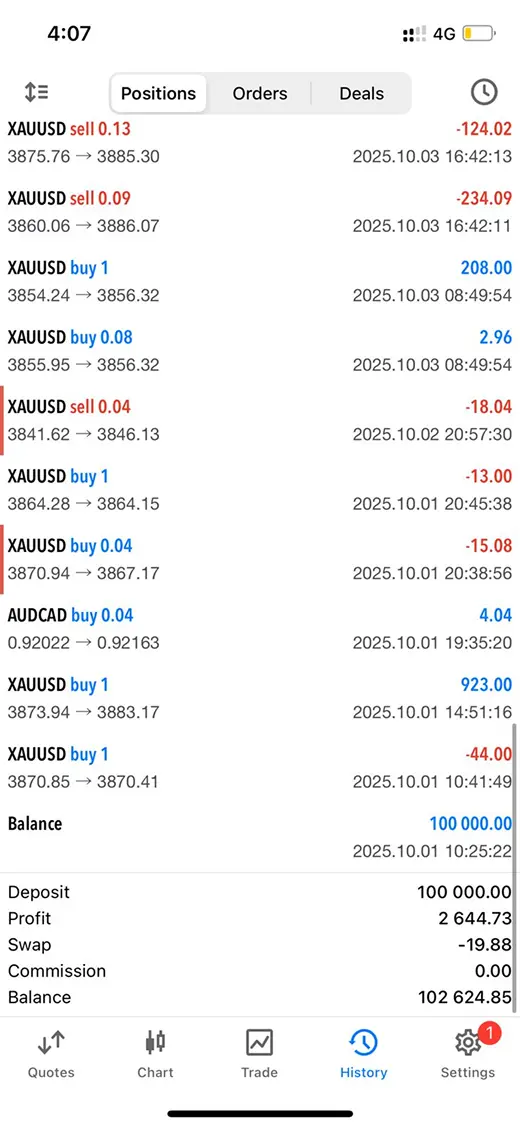 4:07 4G
Positions Orders Deals
XAUUSD sell 0.13 -124.02
3875.76 → 3885.30 2025.10.03 16:42:13
XAUUSD sell 0.09 -234.09
3860.06 → 3886.07 2025.10.03 16:42:11
XAUUSD buy 1 208.00
3854.24 → 3856.32 2025.10.03 08:49:54
XAUUSD buy 0.08 2.96
3855.95 → 3856.32 2025.10.03 08:49:54
XAUUSD sell 0.04 -18.04
3841.62 → 3846.13 2025.10.02 20:57:30
XAUUSD buy 1 -13.00
3864.28 → 3864.15 2025.10.01 20:45:38
XAUUSD buy 0.04 -15.08
3870.94 → 3867.17 2025.10.01 20:38:56
AUDCAD buy 0.04 4.04
0.92022 → 0.92163 2025.10.01 19:35:20
XAUUSD buy 1 923.00
3873.94 → 3883.17 2025.10.01 14:51:16
XAUUSD buy 1 -44.00
3870.85 → 3870.41 2025.10.01 10:41:49
Balance 100 000.00
2025.10.01 10:25:22
Deposit 100 000.00
Profit 2 644.73
Swap -19.88
Commission 0.00
Balance 102 624.85
1
Quotes Chart Trade History Settings